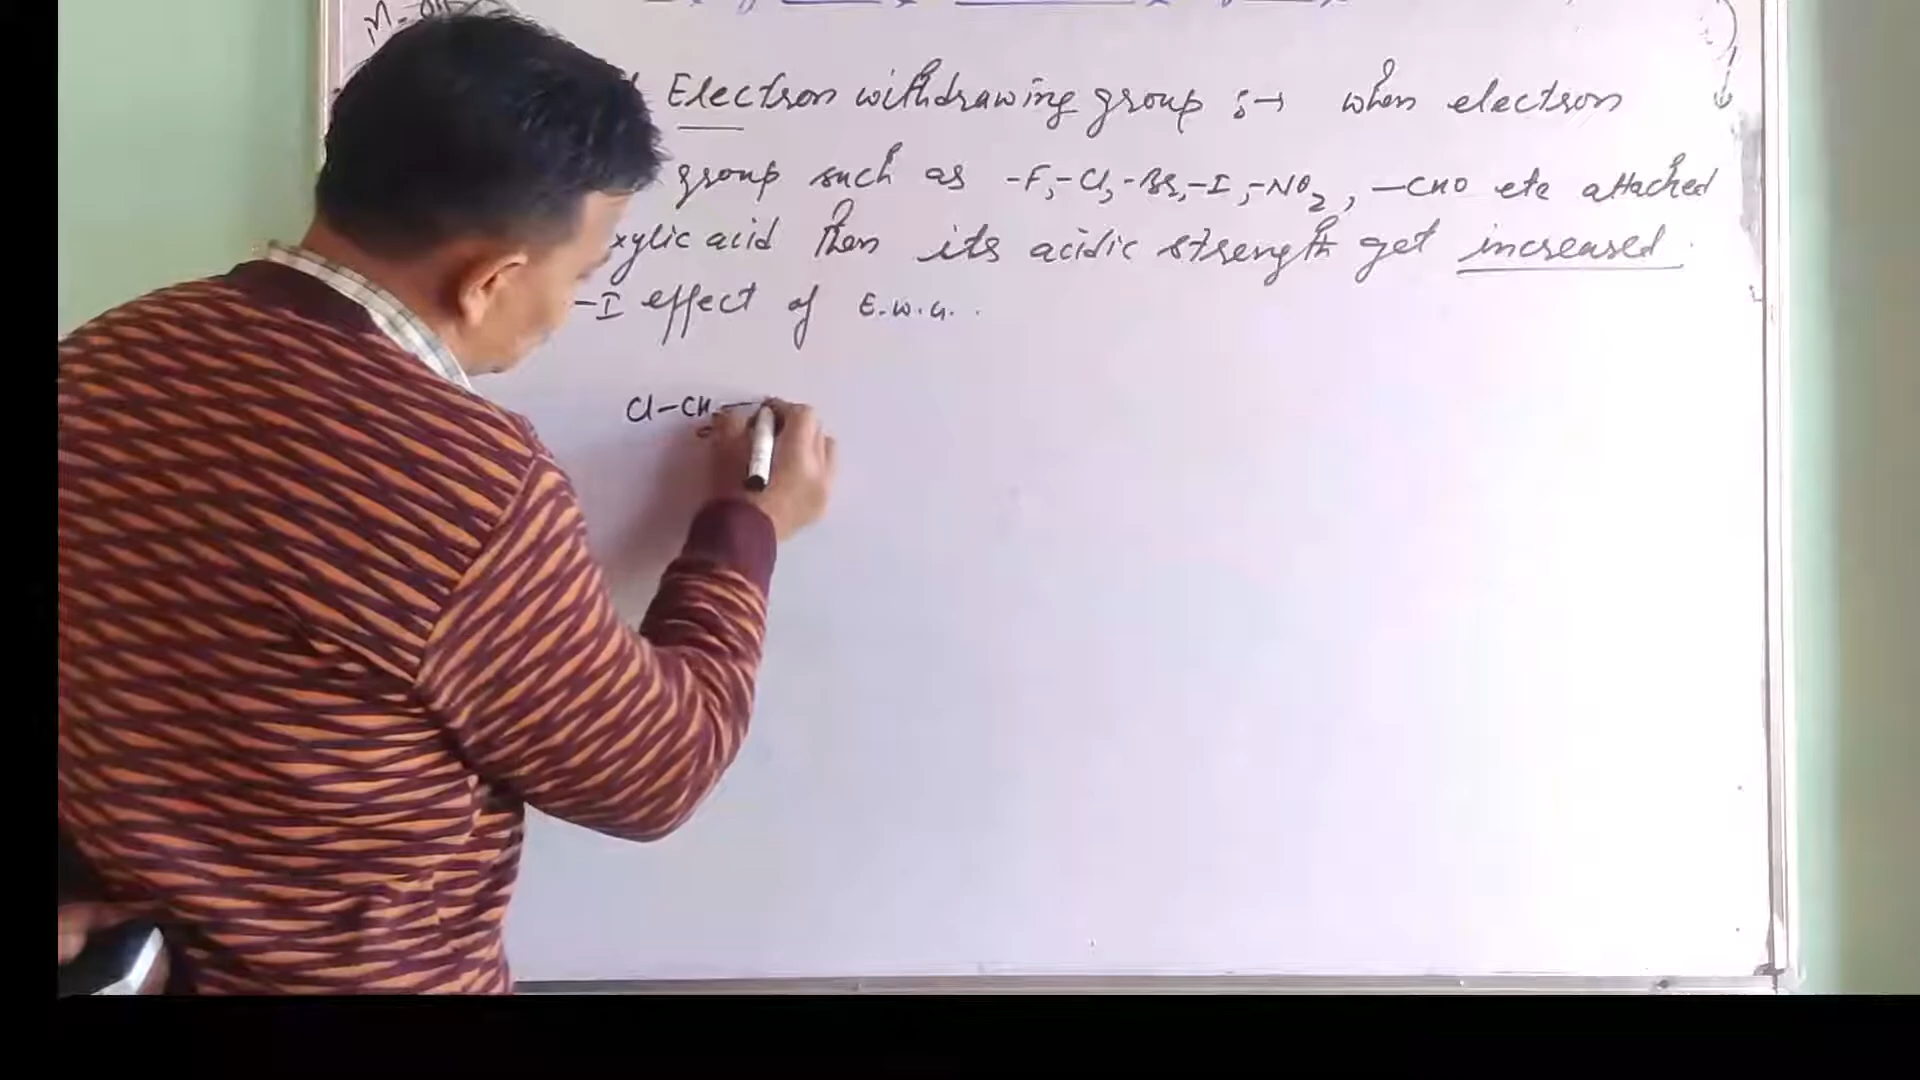 Electron withdrawing group :→ when electron
group such as -F, -Cl, -Br, -I, -NO₂, -CHO etc attached
xylic acid then its acidic strength get increased.
-I effect of E.W.G..
Cl-CH₂-